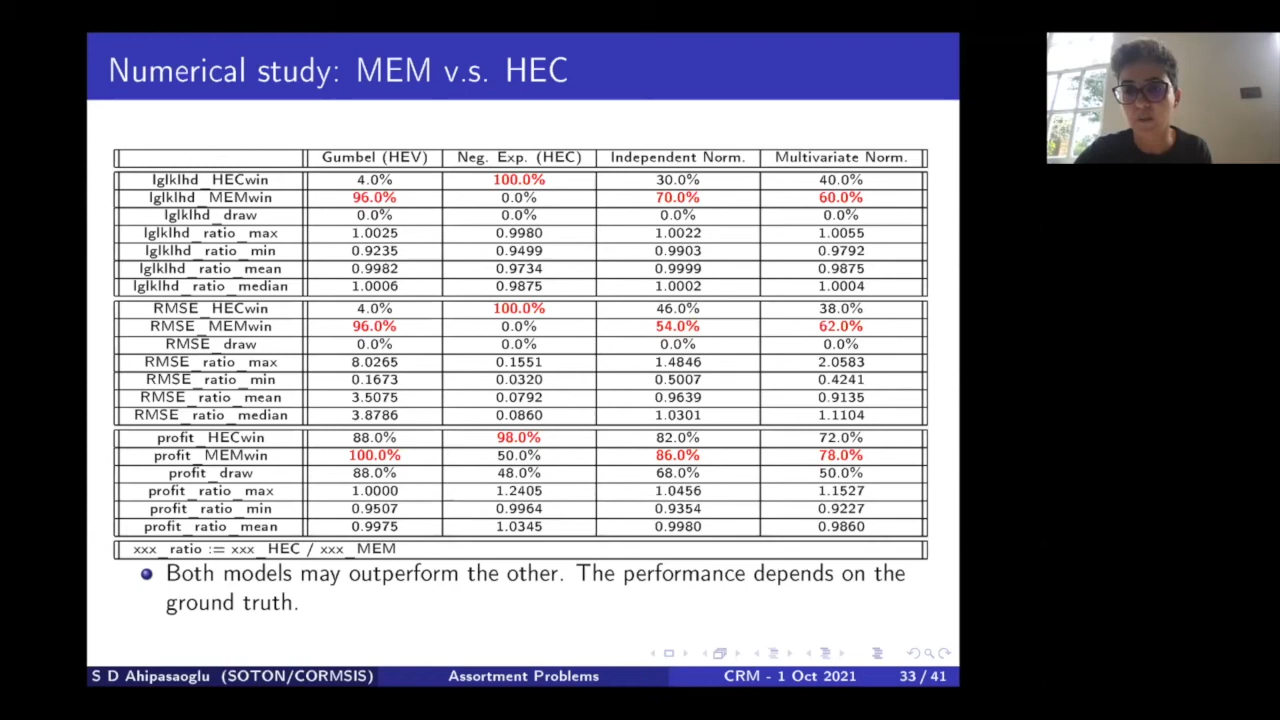 Numerical study: MEM v.s. HEC
Gumbel (HEV) Neg. Exp. (HEC) Independent Norm. Multivariate Norm.
lglklhd_HECwin 4.0% 100.0% 30.0% 40.0%
lglklhd_MEMwin 96.0% 0.0% 70.0% 60.0%
lglklhd_draw 0.0% 0.0% 0.0% 0.0%
lglklhd_ratio_max 1.0025 0.9980 1.0022 1.0055
lglklhd_ratio_min 0.9235 0.9499 0.9903 0.9792
lglklhd_ratio_mean 0.9982 0.9734 0.9999 0.9875
lglklhd_ratio_median 1.0006 0.9875 1.0002 1.0004
RMSE_HECwin 4.0% 100.0% 46.0% 38.0%
RMSE_MEMwin 96.0% 0.0% 54.0% 62.0%
RMSE_draw 0.0% 0.0% 0.0% 0.0%
RMSE_ratio_max 8.0265 0.1551 1.4846 2.0583
RMSE_ratio_min 0.1673 0.0320 0.5007 0.4241
RMSE_ratio_mean 3.5075 0.0792 0.9639 0.9135
RMSE_ratio_median 3.8786 0.0860 1.0301 1.1104
profit_HECwin 88.0% 98.0% 82.0% 72.0%
profit_MEMwin 100.0% 50.0% 86.0% 78.0%
profit_draw 88.0% 48.0% 68.0% 50.0%
profit_ratio_max 1.0000 1.2405 1.0456 1.1527
profit_ratio_min 0.9507 0.9964 0.9354 0.9227
profit_ratio_mean 0.9975 1.0345 0.9980 0.9860
xxx_ratio := xxx_HEC / xxx_MEM
Both models may outperform the other. The performance depends on the
ground truth.
S D Ahipasaoglu (SOTON/CORMSIS) Assortment Problems CRM - 1 Oct 2021 33 / 41